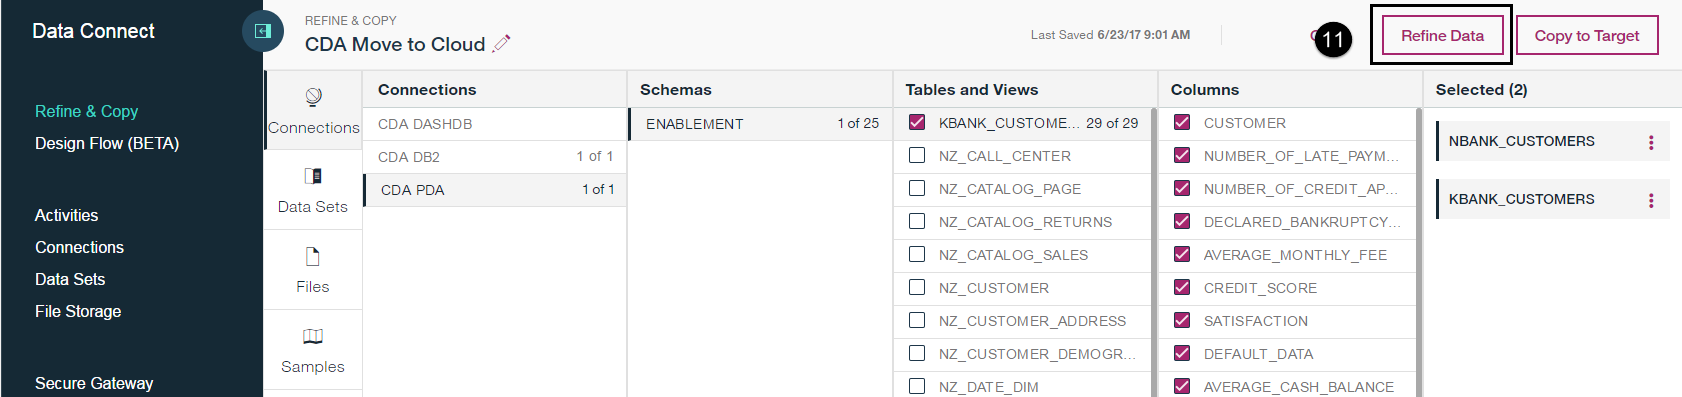 Data Connect
Refine & Copy
Design Flow (BETA)
Activities
Connections
Data Sets
File Storage
Secure Gateway
REFINE & COPY
CDA Move to Cloud
Last Saved 6/23/17 9:01 AM
11
Refine Data
Copy to Target
Connections
Data Sets
Files
Samples
Connections
CDA DASHDB
CDA DB2 1 of 1
CDA PDA 1 of 1
Schemas
ENABLEMENT 1 of 25
Tables and Views
KBANK_CUSTOME... 29 of 29
NZ_CALL_CENTER
NZ_CATALOG_PAGE
NZ_CATALOG_RETURNS
NZ_CATALOG_SALES
NZ_CUSTOMER
NZ_CUSTOMER_ADDRESS
NZ_CUSTOMER_DEMOGR...
NZ_DATE_DIM
Columns
CUSTOMER
NUMBER_OF_LATE_PAYM...
NUMBER_OF_CREDIT_AP...
DECLARED_BANKRUPTCY...
AVERAGE_MONTHLY_FEE
CREDIT_SCORE
SATISFACTION
DEFAULT_DATA
AVERAGE_CASH_BALANCE
Selected (2)
NBANK_CUSTOMERS
KBANK_CUSTOMERS